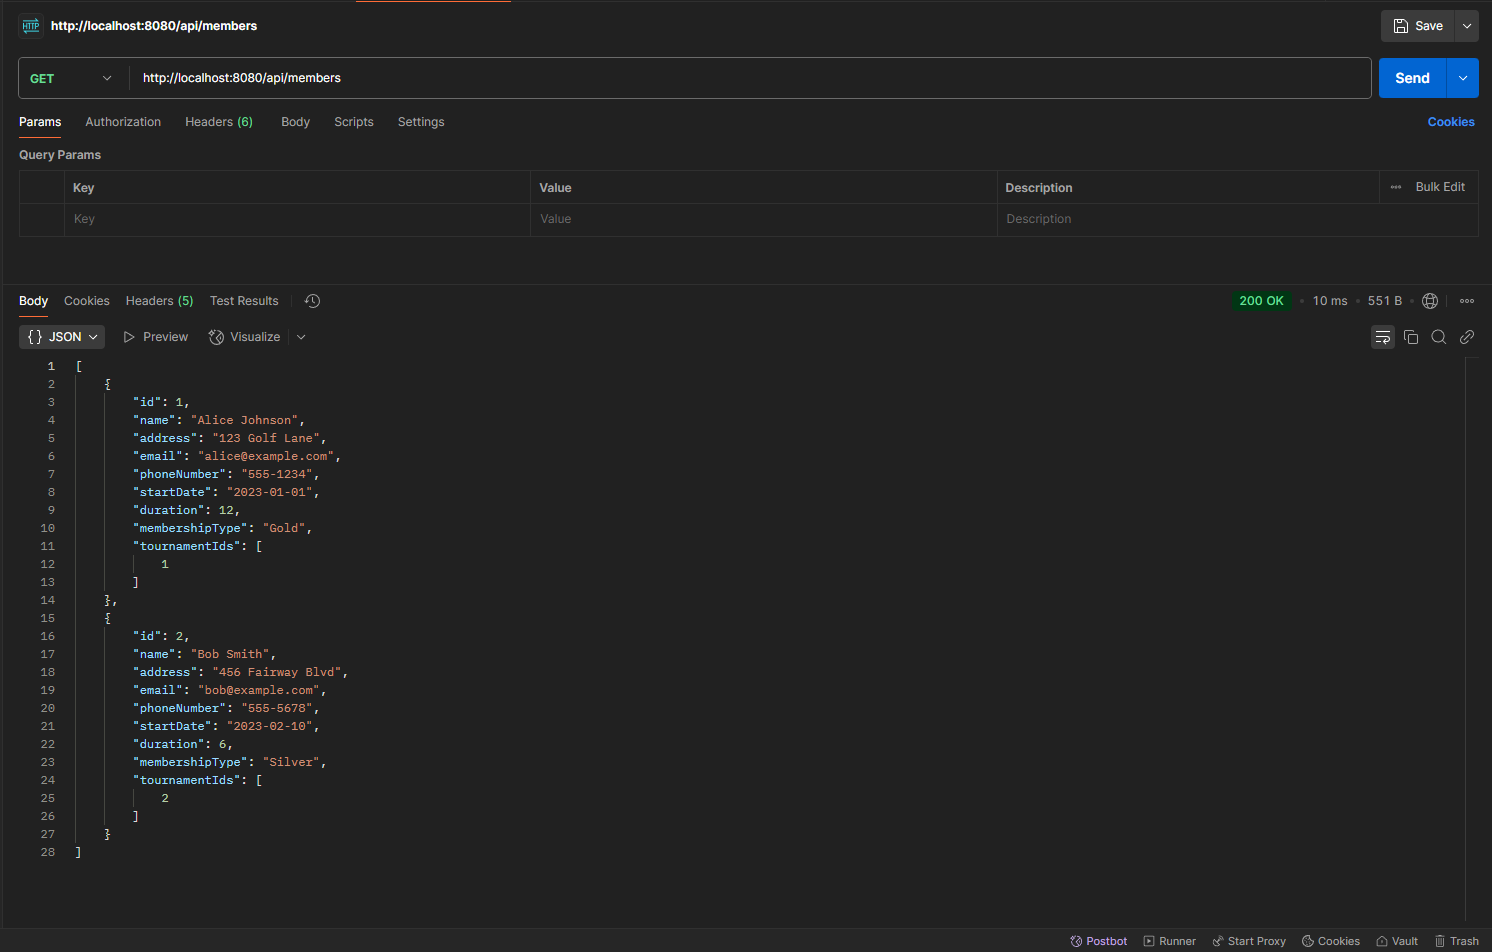 HTTP http://localhost:8080/api/members Save
GET http://localhost:8080/api/members Send
Params Authorization Headers (6) Body Scripts Settings Cookies
Query Params
Key Value Description ••• Bulk Edit
Key Value Description
Body Cookies Headers (5) Test Results 200 OK • 10 ms • 551 B •
{} JSON Preview Visualize
1 [
2 {
3 "id": 1,
4 "name": "Alice Johnson",
5 "address": "123 Golf Lane",
6 "email": "alice@example.com",
7 "phoneNumber": "555-1234",
8 "startDate": "2023-01-01",
9 "duration": 12,
10 "membershipType": "Gold",
11 "tournamentIds": [
12 1
13 ]
14 },
15 {
16 "id": 2,
17 "name": "Bob Smith",
18 "address": "456 Fairway Blvd",
19 "email": "bob@example.com",
20 "phoneNumber": "555-5678",
21 "startDate": "2023-02-10",
22 "duration": 6,
23 "membershipType": "Silver",
24 "tournamentIds": [
25 2
26 ]
27 }
28 ]
Postbot Runner Start Proxy Cookies Vault Trash